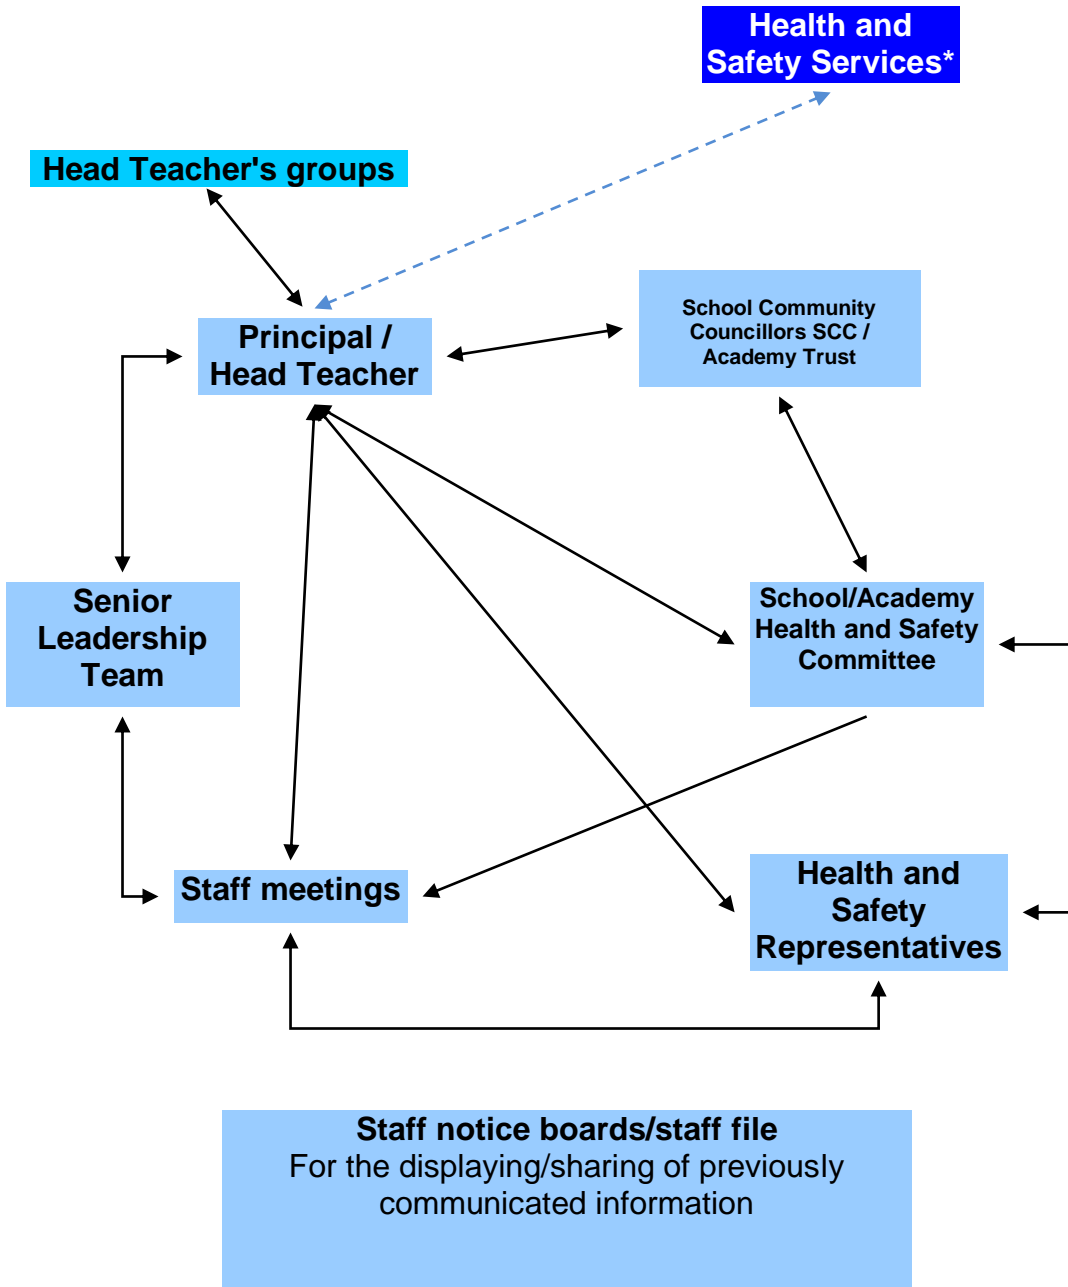 Health and
Safety Services*
Head Teacher's groups
Principal /
Head Teacher
School Community
Councillors SCC /
Academy Trust
Senior
Leadership
Team
School/Academy
Health and Safety
Committee
Staff meetings
Health and
Safety
Representatives
Staff notice boards/staff file
For the displaying/sharing of previously
communicated information